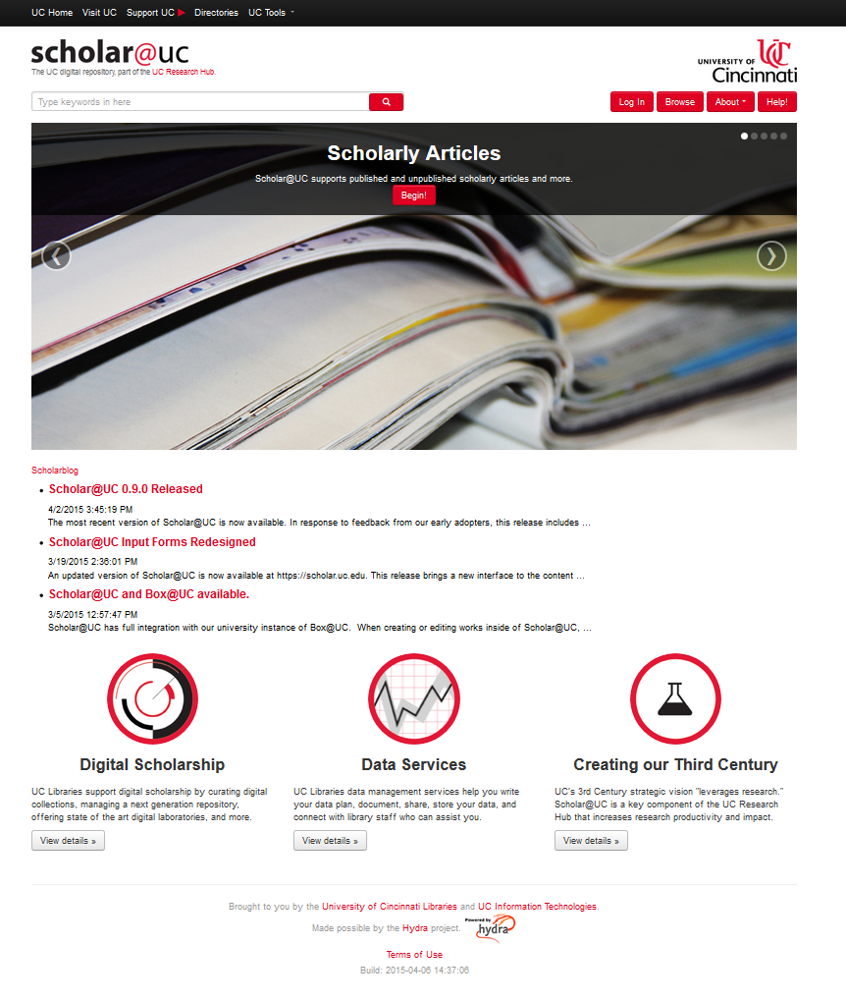 UC Home Visit UC Support UC Directories UC Tools
scholar@uc
The UC digital repository, part of the UC Research Hub.
UNIVERSITY OF
Cincinnati
Type keywords in here
Log In Browse About Help!
Scholarly Articles
Scholar@UC supports published and unpublished scholarly articles and more.
Begin!
Scholarblog
Scholar@UC 0.9.0 Released
4/2/2015 3:45:19 PM
The most recent version of Scholar@UC is now available. In response to feedback from our early adopters, this release includes ...
Scholar@UC Input Forms Redesigned
3/19/2015 2:36:01 PM
An updated version of Scholar@UC is now available at https://scholar.uc.edu. This release brings a new interface to the content ...
Scholar@UC and Box@UC available.
3/5/2015 12:57:47 PM
Scholar@UC has full integration with our university instance of Box@UC. When creating or editing works inside of Scholar@UC, ...
Digital Scholarship
UC Libraries support digital scholarship by curating digital
collections, managing a next generation repository,
offering state of the art digital laboratories, and more.
View details »
Data Services
UC Libraries data management services help you write
your data plan, document, share, store your data, and
connect with library staff who can assist you.
View details »
Creating our Third Century
UC's 3rd Century strategic vision "leverages research."
Scholar@UC is a key component of the UC Research
Hub that increases research productivity and impact.
View details »
Brought to you by the University of Cincinnati Libraries and UC Information Technologies.
Made possible by the Hydra project. Powered by hydra
Terms of Use
Build: 2015-04-06 14:37:06